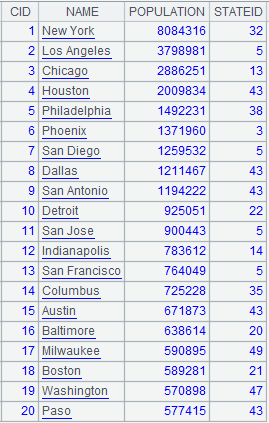 CID NAME POPULATION STATEID
1 New York 8084316 32
2 Los Angeles 3798981 5
3 Chicago 2886251 13
4 Houston 2009834 43
5 Philadelphia 1492231 38
6 Phoenix 1371960 3
7 San Diego 1259532 5
8 Dallas 1211467 43
9 San Antonio 1194222 43
10 Detroit 925051 22
11 San Jose 900443 5
12 Indianapolis 783612 14
13 San Francisco 764049 5
14 Columbus 725228 35
15 Austin 671873 43
16 Baltimore 638614 20
17 Milwaukee 590895 49
18 Boston 589281 21
19 Washington 570898 47
20 Paso 577415 43